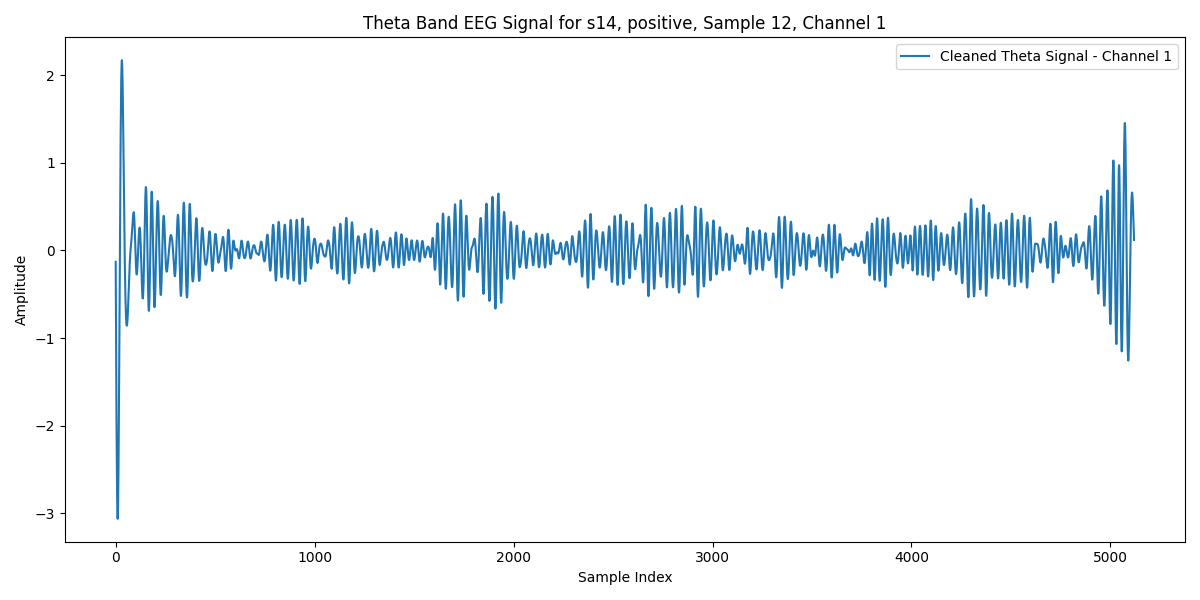 Theta Band EEG Signal for s14, positive, Sample 12, Channel 1
Cleaned Theta Signal - Channel 1
2
1
0
−1
−2
−3
Amplitude
0 1000 2000 3000 4000 5000
Sample Index